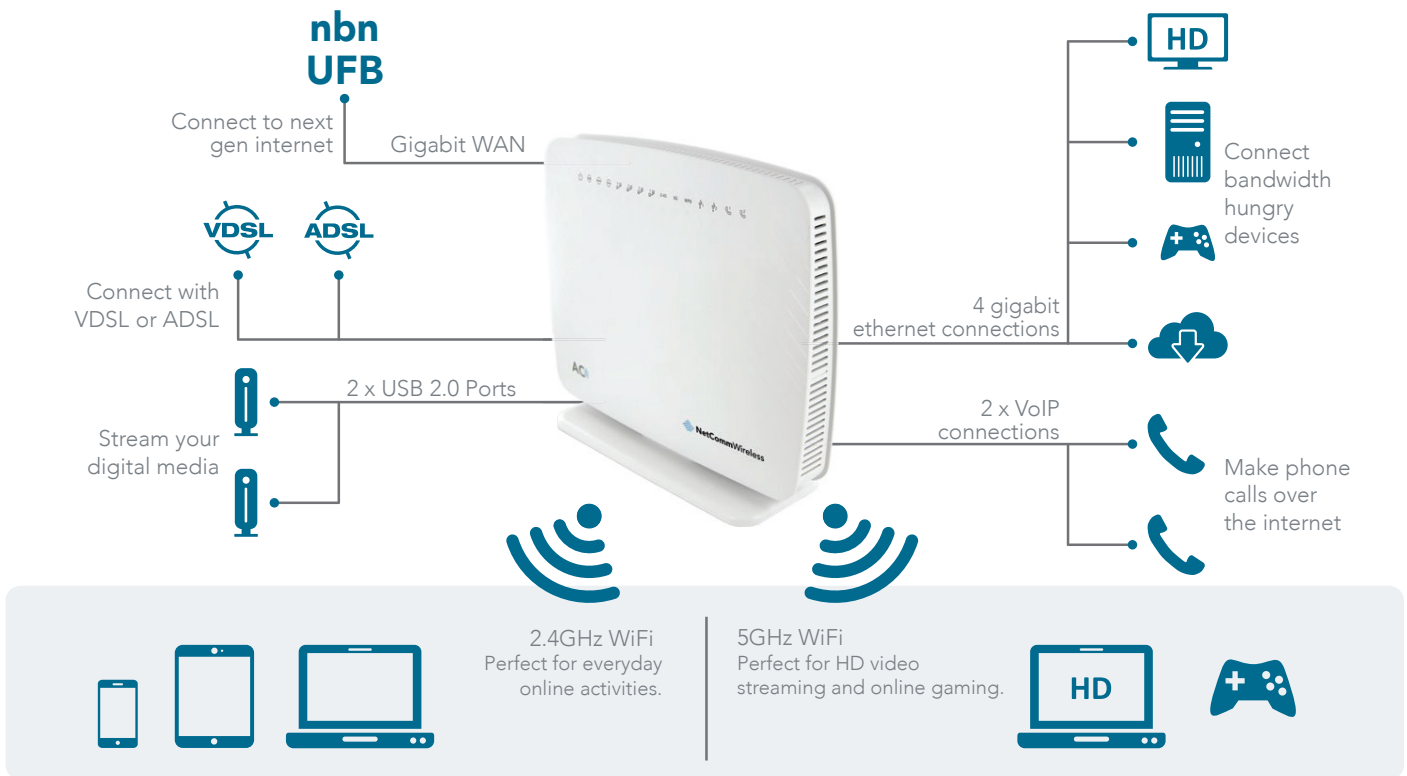 nbn
UFB
Connect to next
gen internet
Gigabit WAN
VDSL
ADSL
Connect with
VDSL or ADSL
2 x USB 2.0 Ports
Stream your
digital media
AC
NetCommWireless
HD
Connect
bandwidth
hungry
devices
4 gigabit
ethernet connections
2 x VoIP
connections
Make phone
calls over
the internet
2.4GHz WiFi
Perfect for everyday
online activities.
5GHz WiFi
Perfect for HD video
streaming and online gaming.
HD